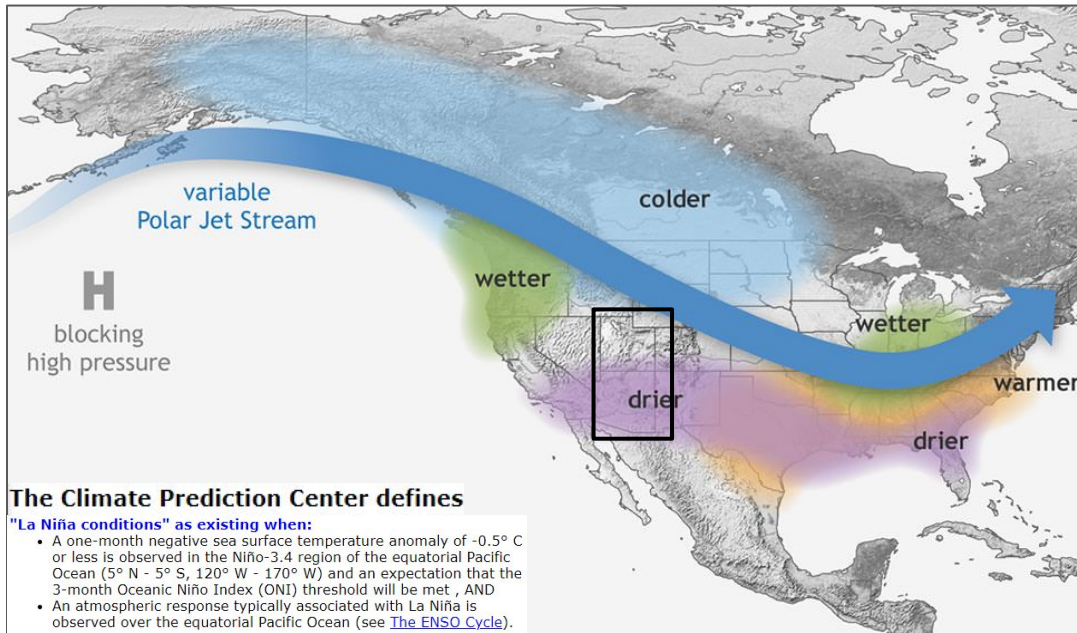 variable
Polar Jet Stream
colder
wetter
H
blocking
high pressure
wetter
warmer
drier
drier
The Climate Prediction Center defines
"La Niña conditions" as existing when:
• A one-month negative sea surface temperature anomaly of -0.5° C
or less is observed in the Niño-3.4 region of the equatorial Pacific
Ocean (5° N - 5° S, 120° W - 170° W) and an expectation that the
3-month Oceanic Niño Index (ONI) threshold will be met , AND
• An atmospheric response typically associated with La Niña is
observed over the equatorial Pacific Ocean (see The ENSO Cycle).